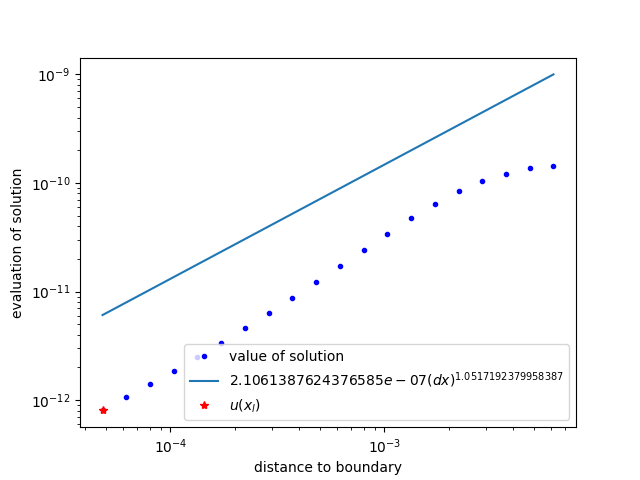 10⁻⁹
10⁻¹⁰
10⁻¹¹
10⁻¹²
evaluation of solution
value of solution
2.1061387624376585e − 07(dx)^1.0517192379958387
u(x_l)
10⁻⁴
10⁻³
distance to boundary